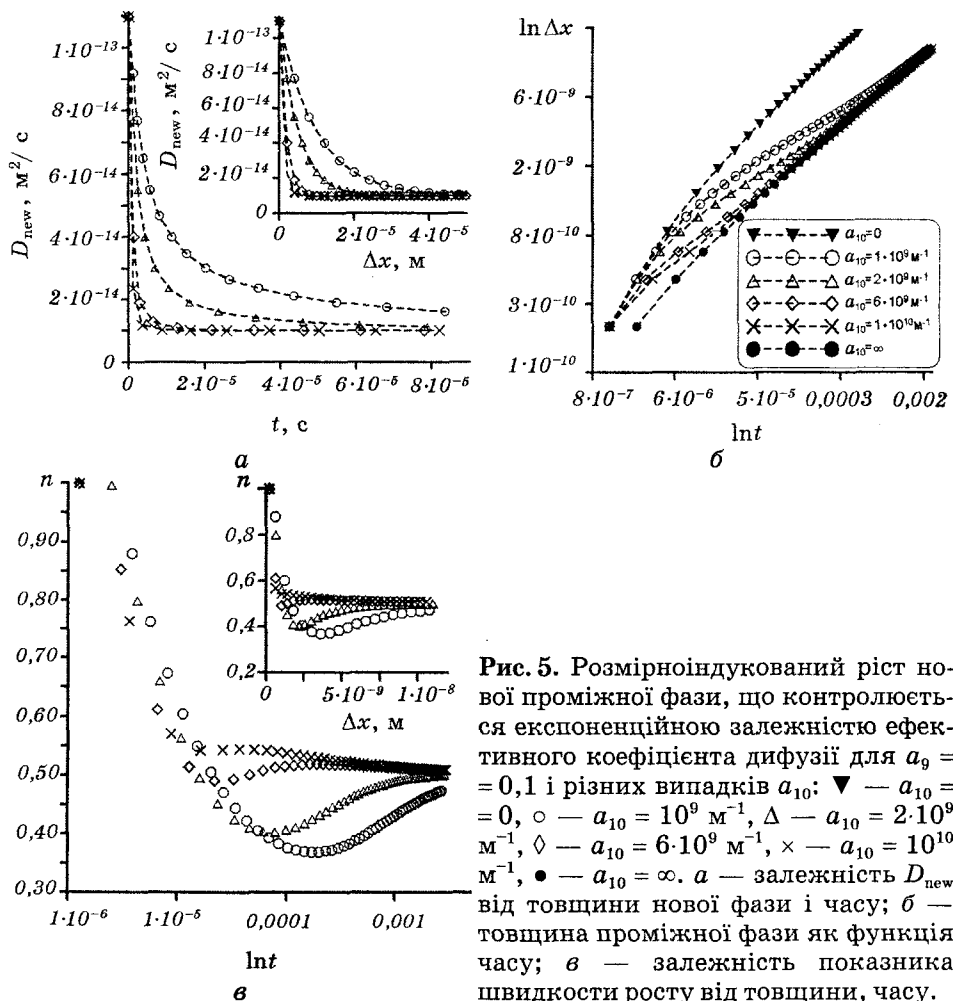 1·10⁻¹³
8·10⁻¹⁴
6·10⁻¹⁴
4·10⁻¹⁴
2·10⁻¹⁴
0
D_new, м²/ с
0
2·10⁻⁵
4·10⁻⁵
6·10⁻⁵
8·10⁻⁵
t, с
а
1·10⁻¹³
8·10⁻¹⁴
6·10⁻¹⁴
4·10⁻¹⁴
2·10⁻¹⁴
0
D_new, м²/ с
0
2·10⁻⁵
4·10⁻⁵
Δx, м
ln Δx
6·10⁻⁹
2·10⁻⁹
8·10⁻¹⁰
3·10⁻¹⁰
1·10⁻¹⁰
a₁₀=0
a₁₀=1·10⁹м⁻¹
a₁₀=2·10⁹м⁻¹
a₁₀=6·10⁹м⁻¹
a₁₀=1·10¹⁰м⁻¹
a₁₀=∞
8·10⁻⁷
6·10⁻⁶
5·10⁻⁵
0,0003
0,002
lnt
б
n
0,90
0,80
0,70
0,60
0,50
0,40
0,30
1·10⁻⁶
1·10⁻⁵
0,0001
0,001
lnt
в
n
0,8
0,6
0,4
0,2
0
5·10⁻⁹
1·10⁻⁸
Δx, м
Рис. 5. Розмірноіндукований ріст но-
вої проміжної фази, що контролюєть-
ся експоненційною залежністю ефек-
тивного коефіцієнта дифузії для a₉ =
= 0,1 і різних випадків a₁₀: ▼ — a₁₀ =
= 0, ○ — a₁₀ = 10⁹ м⁻¹, Δ — a₁₀ = 2·10⁹
м⁻¹, ◊ — a₁₀ = 6·10⁹ м⁻¹, × — a₁₀ = 10¹⁰
м⁻¹, ● — a₁₀ = ∞. а — залежність D_new
від товщини нової фази і часу; б —
товщина проміжної фази як функція
часу; в — залежність показника
швидкости росту від товщини, часу.